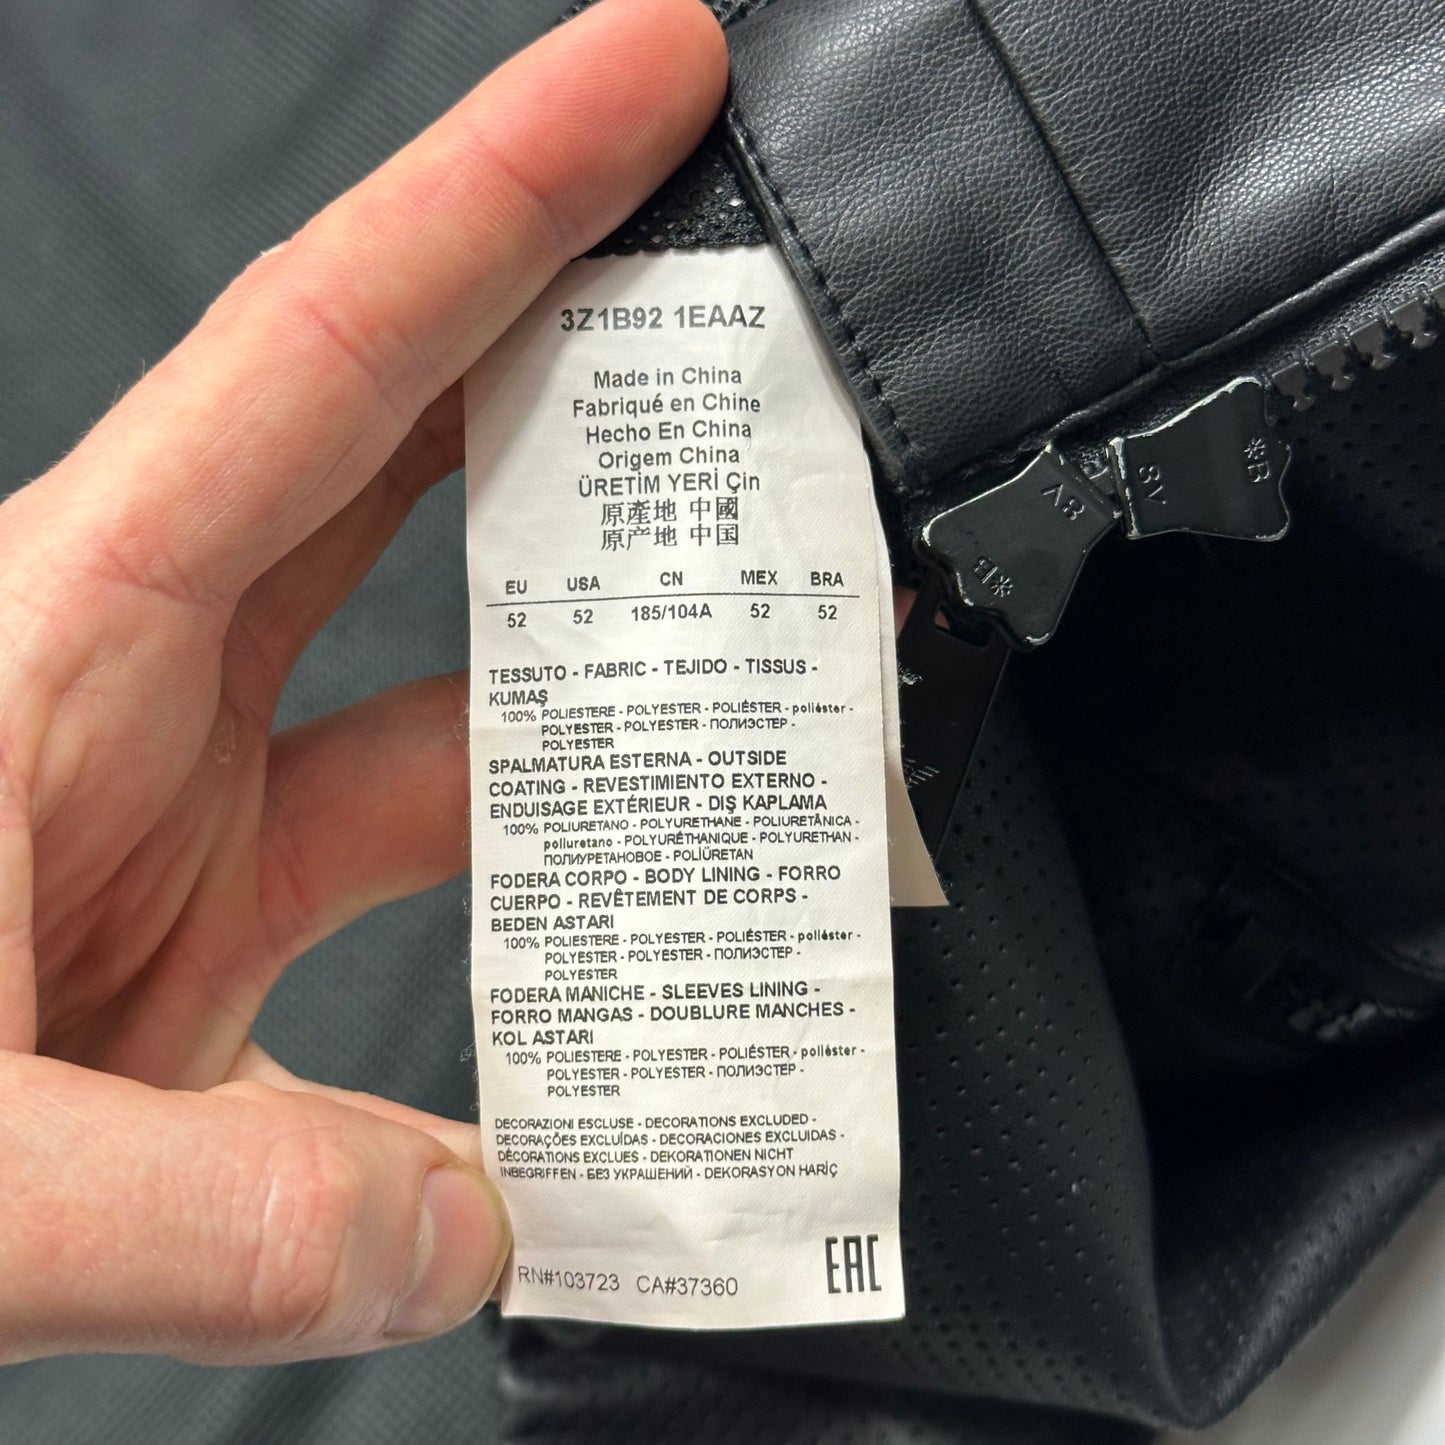 3Z1B92 1EAAZ
Made in China
Fabriqué en Chine
Hecho En China
Origem China
ÜRETİM YERİ Çin
原產地 中國
原产地 中国
EU USA CN MEX BRA
52 52 185/104A 52 52
TESSUTO - FABRIC - TEJIDO - TISSUS -
KUMAŞ
100% POLIESTERE - POLYESTER - POLIÉSTER - poliéster -
POLYESTER - POLYESTER - ПОЛИЭСТЕР -
POLYESTER
SPALMATURA ESTERNA - OUTSIDE
COATING - REVESTIMIENTO EXTERNO -
ENDUISAGE EXTÉRIEUR - DIŞ KAPLAMA
100% POLIURETANO - POLYURETHANE - POLIURETÂNICA -
poliuretano - POLYURÉTHANIQUE - POLYURETHAN -
ПОЛИУРЕТАНОВОЕ - POLİÜRETAN
FODERA CORPO - BODY LINING - FORRO
CUERPO - REVÊTEMENT DE CORPS -
BEDEN ASTARI
100% POLIESTERE - POLYESTER - POLIÉSTER - poliéster -
POLYESTER - POLYESTER - ПОЛИЭСТЕР -
POLYESTER
FODERA MANICHE - SLEEVES LINING -
FORRO MANGAS - DOUBLURE MANCHES -
KOL ASTARI
100% POLIESTERE - POLYESTER - POLIÉSTER - poliéster -
POLYESTER - POLYESTER - ПОЛИЭСТЕР -
POLYESTER
DECORAZIONI ESCLUSE - DECORATIONS EXCLUDED -
DECORAÇÕES EXCLUÍDAS - DECORACIONES EXCLUIDAS -
DÉCORATIONS EXCLUES - DEKORATIONEN NICHT
INBEGRIFFEN - БЕЗ УКРАШЕНИЙ - DEKORASYON HARİÇ
RN#103723 CA#37360
EAC
8V
8V